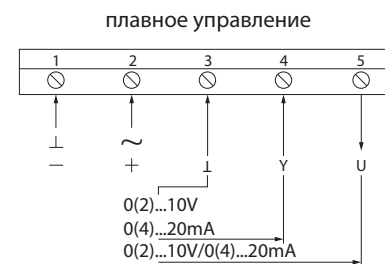 плавное управление
1 2 3 4 5
⊥ ~ ⊥ Y U
− +
0(2)...10V
0(4)...20mA
0(2)...10V/0(4)...20mA